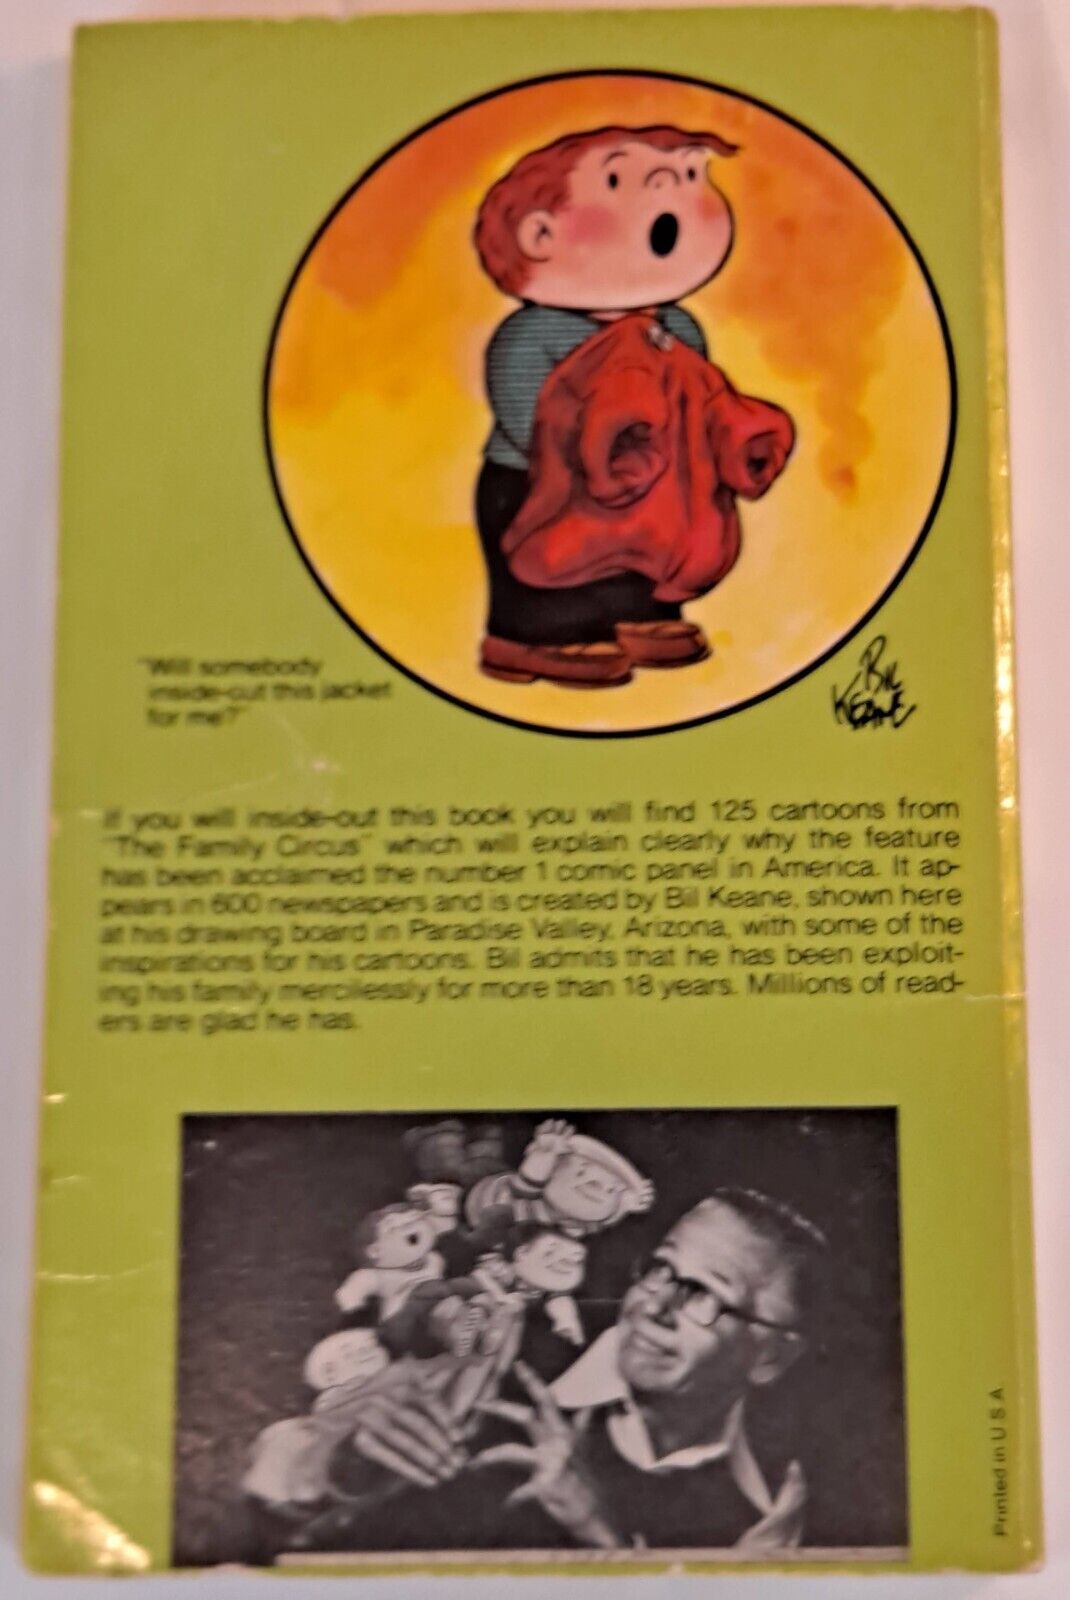 "Will somebody
inside-out this jacket
for me?"
BIL
KEANE
If you will inside-out this book you will find 125 cartoons from
"The Family Circus" which will explain clearly why the feature
has been acclaimed the number 1 comic panel in America. It ap-
pears in 600 newspapers and is created by Bil Keane, shown here
at his drawing board in Paradise Valley, Arizona, with some of the
inspirations for his cartoons. Bil admits that he has been exploit-
ing his family mercilessly for more than 18 years. Millions of read-
ers are glad he has.
Printed in U S A